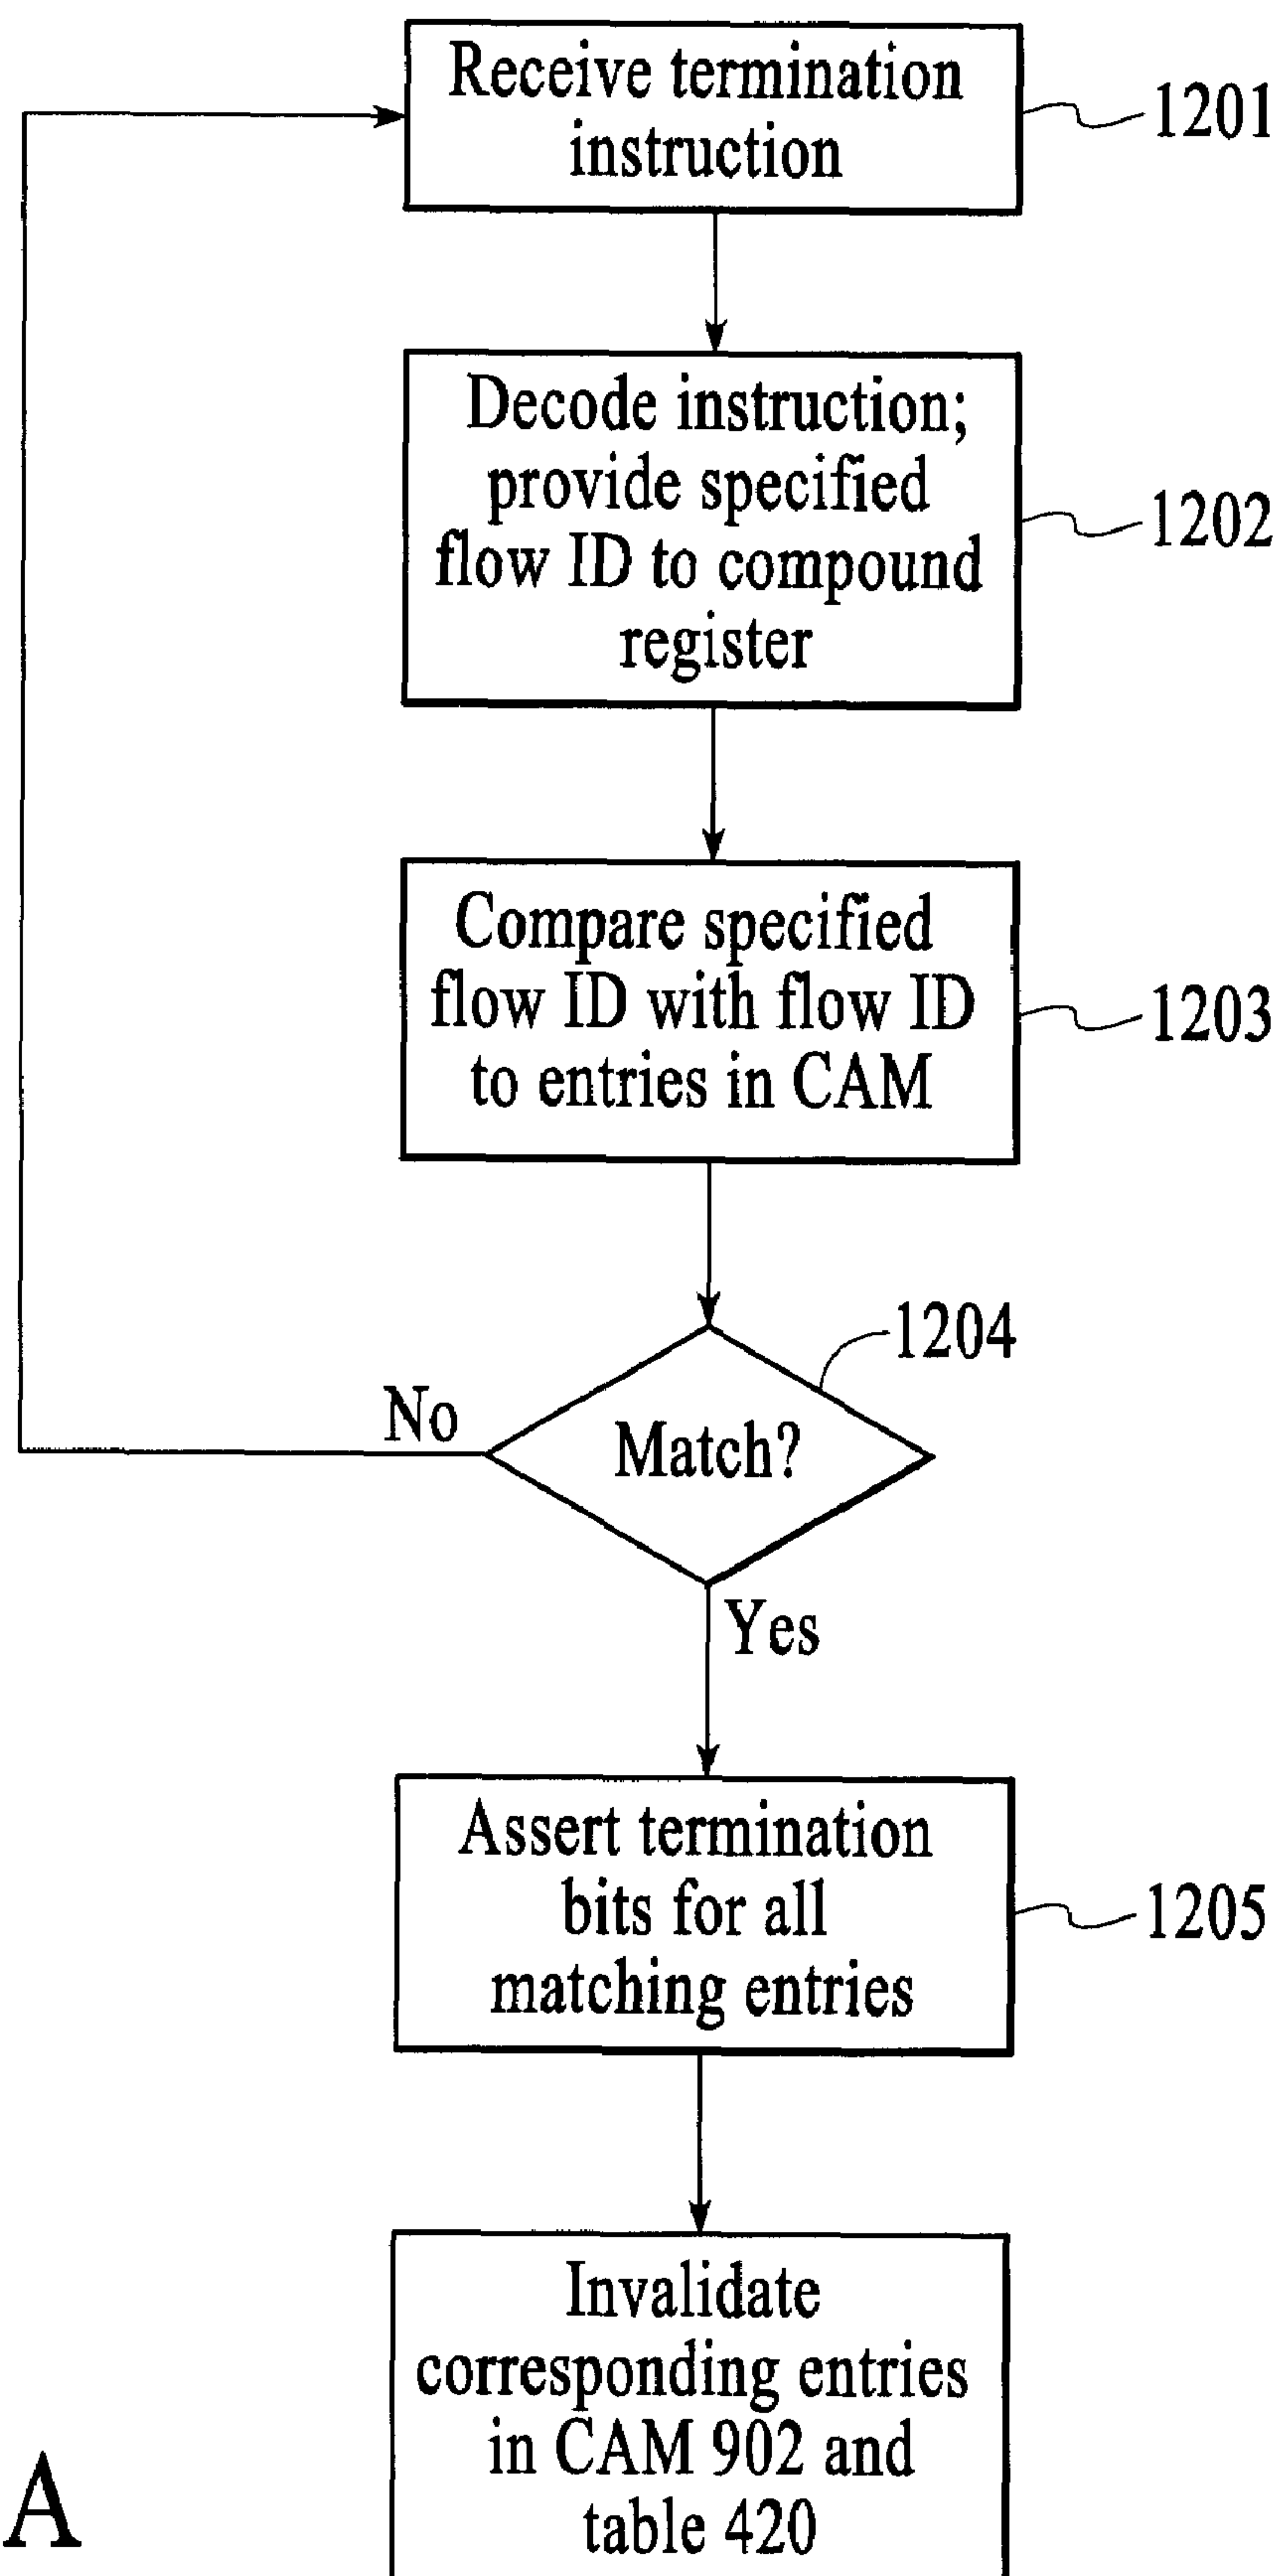 Receive termination
instruction
1201
Decode instruction;
provide specified
flow ID to compound
register
1202
Compare specified
flow ID with flow ID
to entries in CAM
1203
1204
Match?
No
Yes
Assert termination
bits for all
matching entries
1205
Invalidate
corresponding entries
in CAM 902 and
table 420
A